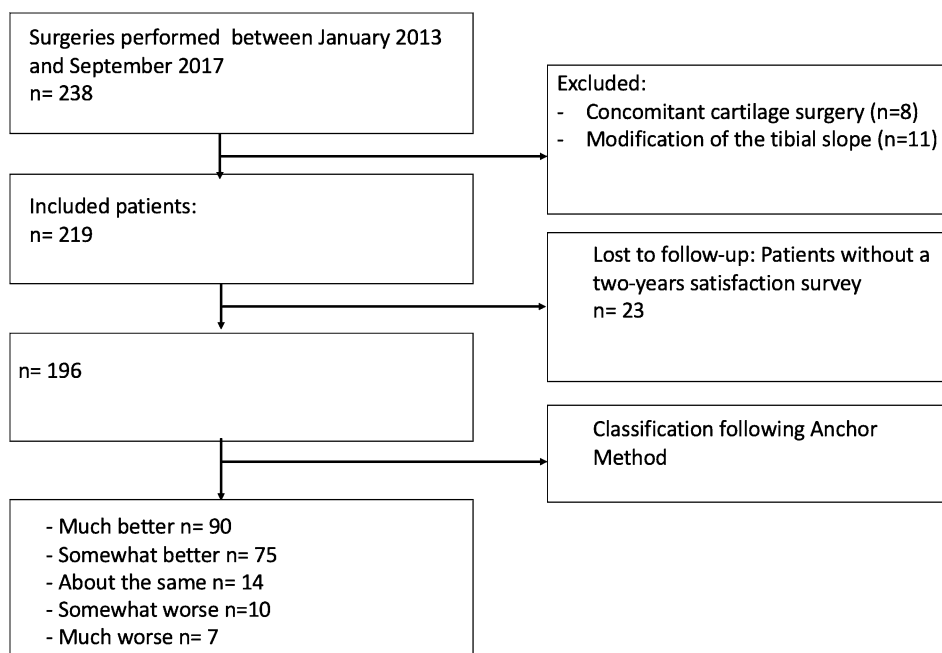 Surgeries performed between January 2013
and September 2017
n= 238
Excluded:
- Concomitant cartilage surgery (n=8)
- Modification of the tibial slope (n=11)
Included patients:
n= 219
Lost to follow-up: Patients without a
two-years satisfaction survey
n= 23
n= 196
Classification following Anchor
Method
- Much better n= 90
- Somewhat better n= 75
- About the same n= 14
- Somewhat worse n=10
- Much worse n= 7